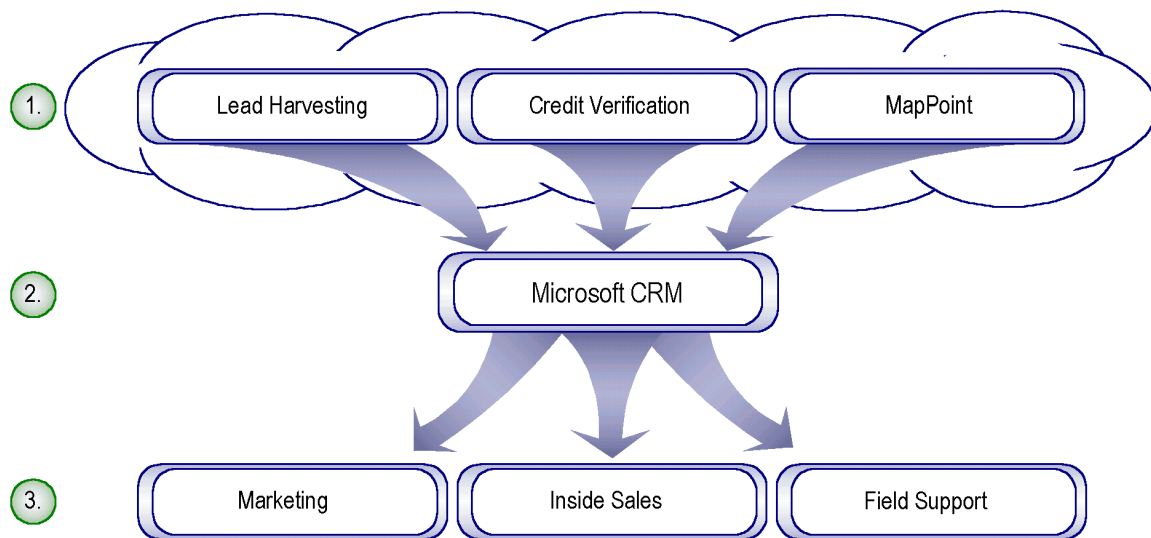 1.
Lead Harvesting
Credit Verification
MapPoint
2.
Microsoft CRM
3.
Marketing
Inside Sales
Field Support